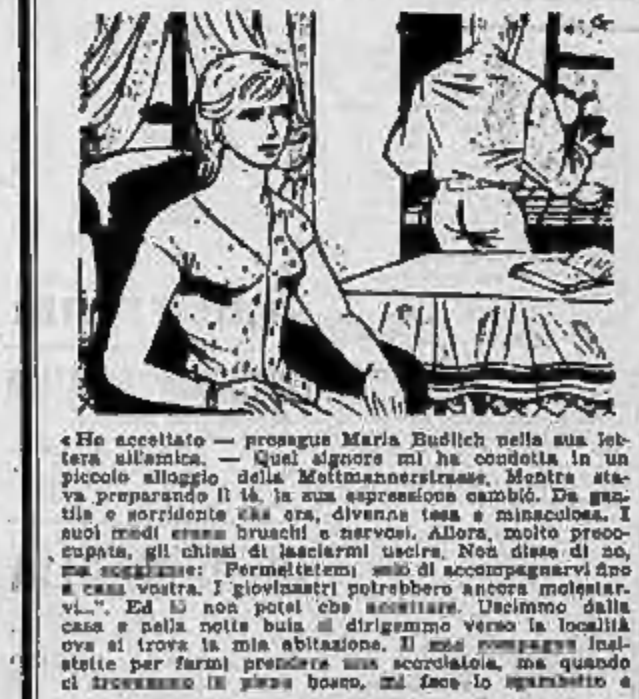 « Ho accettato — prosegue Maria Budlich nella sua let-
tera all'amica. — Quel signore mi ha condotta in un
piccolo alloggio della Mettmannerstrasse. Mentre sta-
va preparando il tè, la sua espressione cambiò. Da gen-
tile e sorridente che era, divenne tesa e minacciosa. I
suoi modi erano bruschi e nervosi. Allora, molto preoc-
cupata, gli chiesi di lasciarmi uscire. Non disse di no,
ma soggiunse: Permettetemi solo di accompagnarvi fino
a casa vostra. I giovinastri potrebbero ancora molestar-
vi...". Ed io non potei che accettare. Uscimmo dalla
casa e nella notte buia ci dirigemmo verso la località
ove si trova la mia abitazione. Il mio compagno insi-
stette per farmi prendere una scorciatoia, ma quando
ci trovammo in pieno bosco, mi fece lo sgambetto e